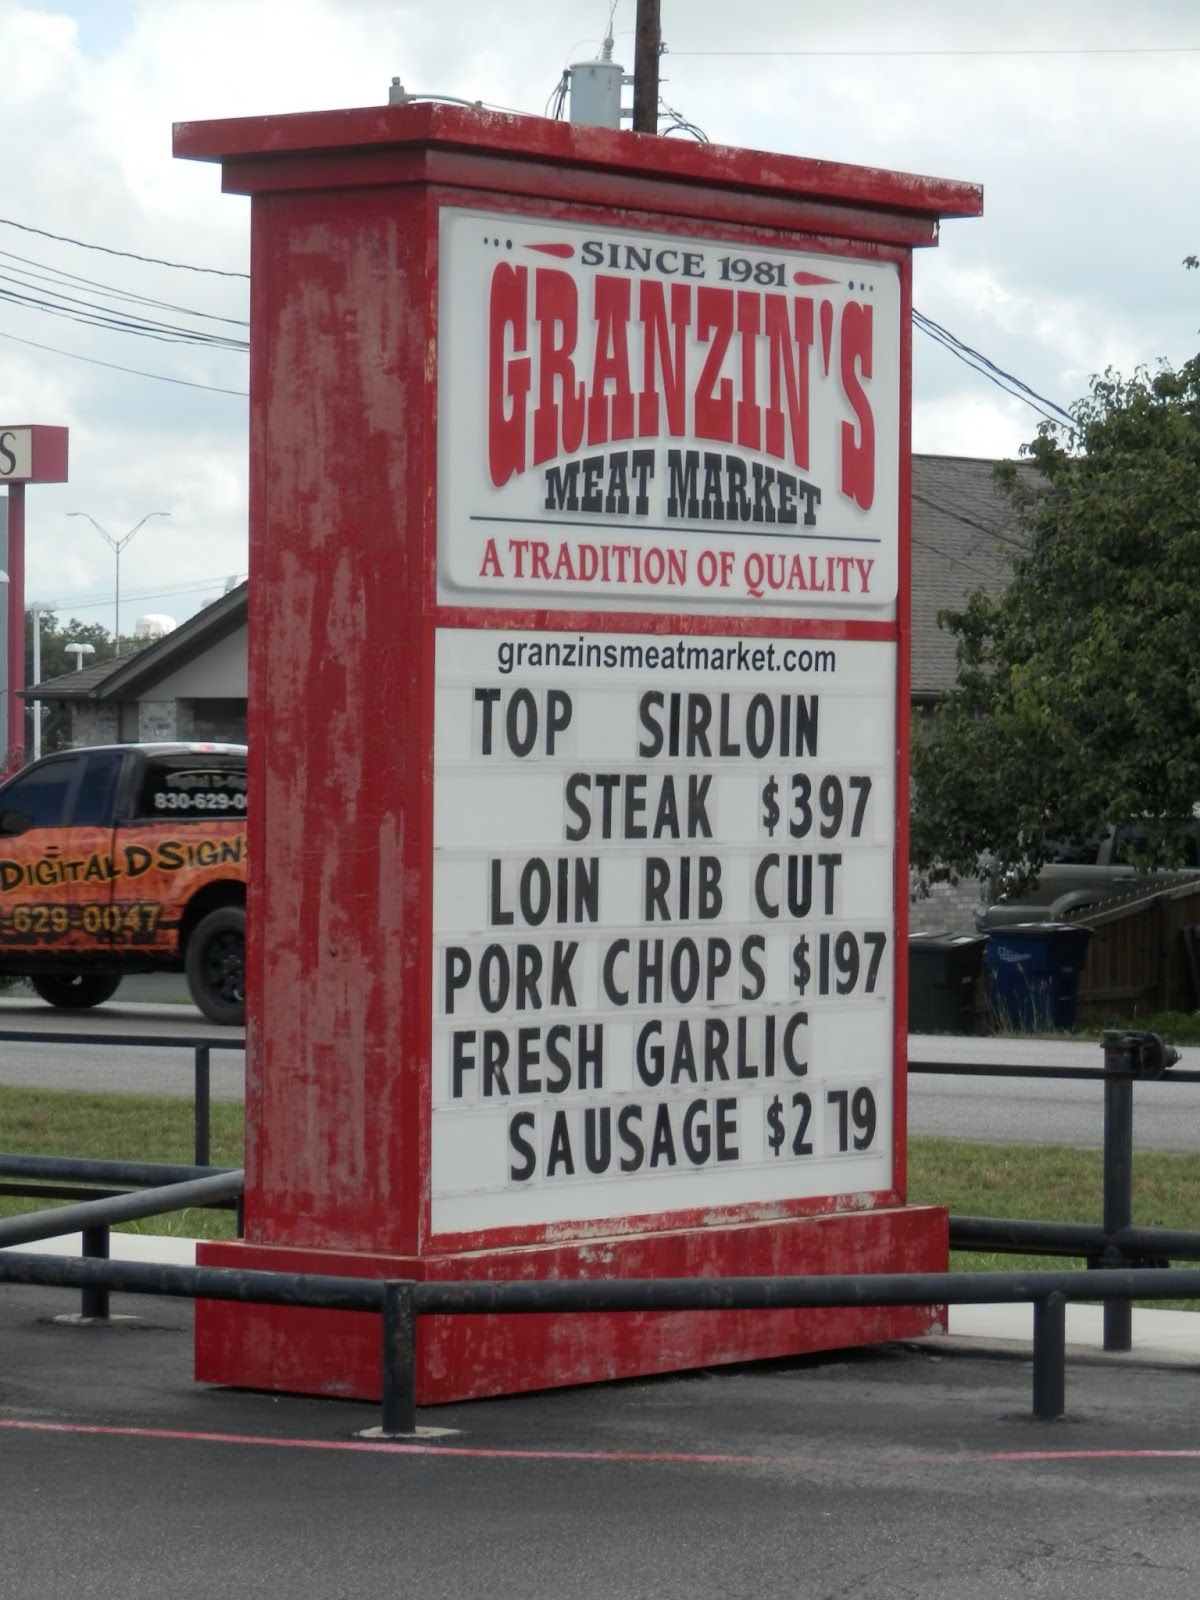 SINCE 1981
GRANZIN'S
MEAT MARKET
A TRADITION OF QUALITY
granzinsmeatmarket.com
TOP SIRLOIN
STEAK $397
LOIN RIB CUT
PORK CHOPS $197
FRESH GARLIC
SAUSAGE $279
S
830-629-0
DIGITAL D SIGN
-629-0047